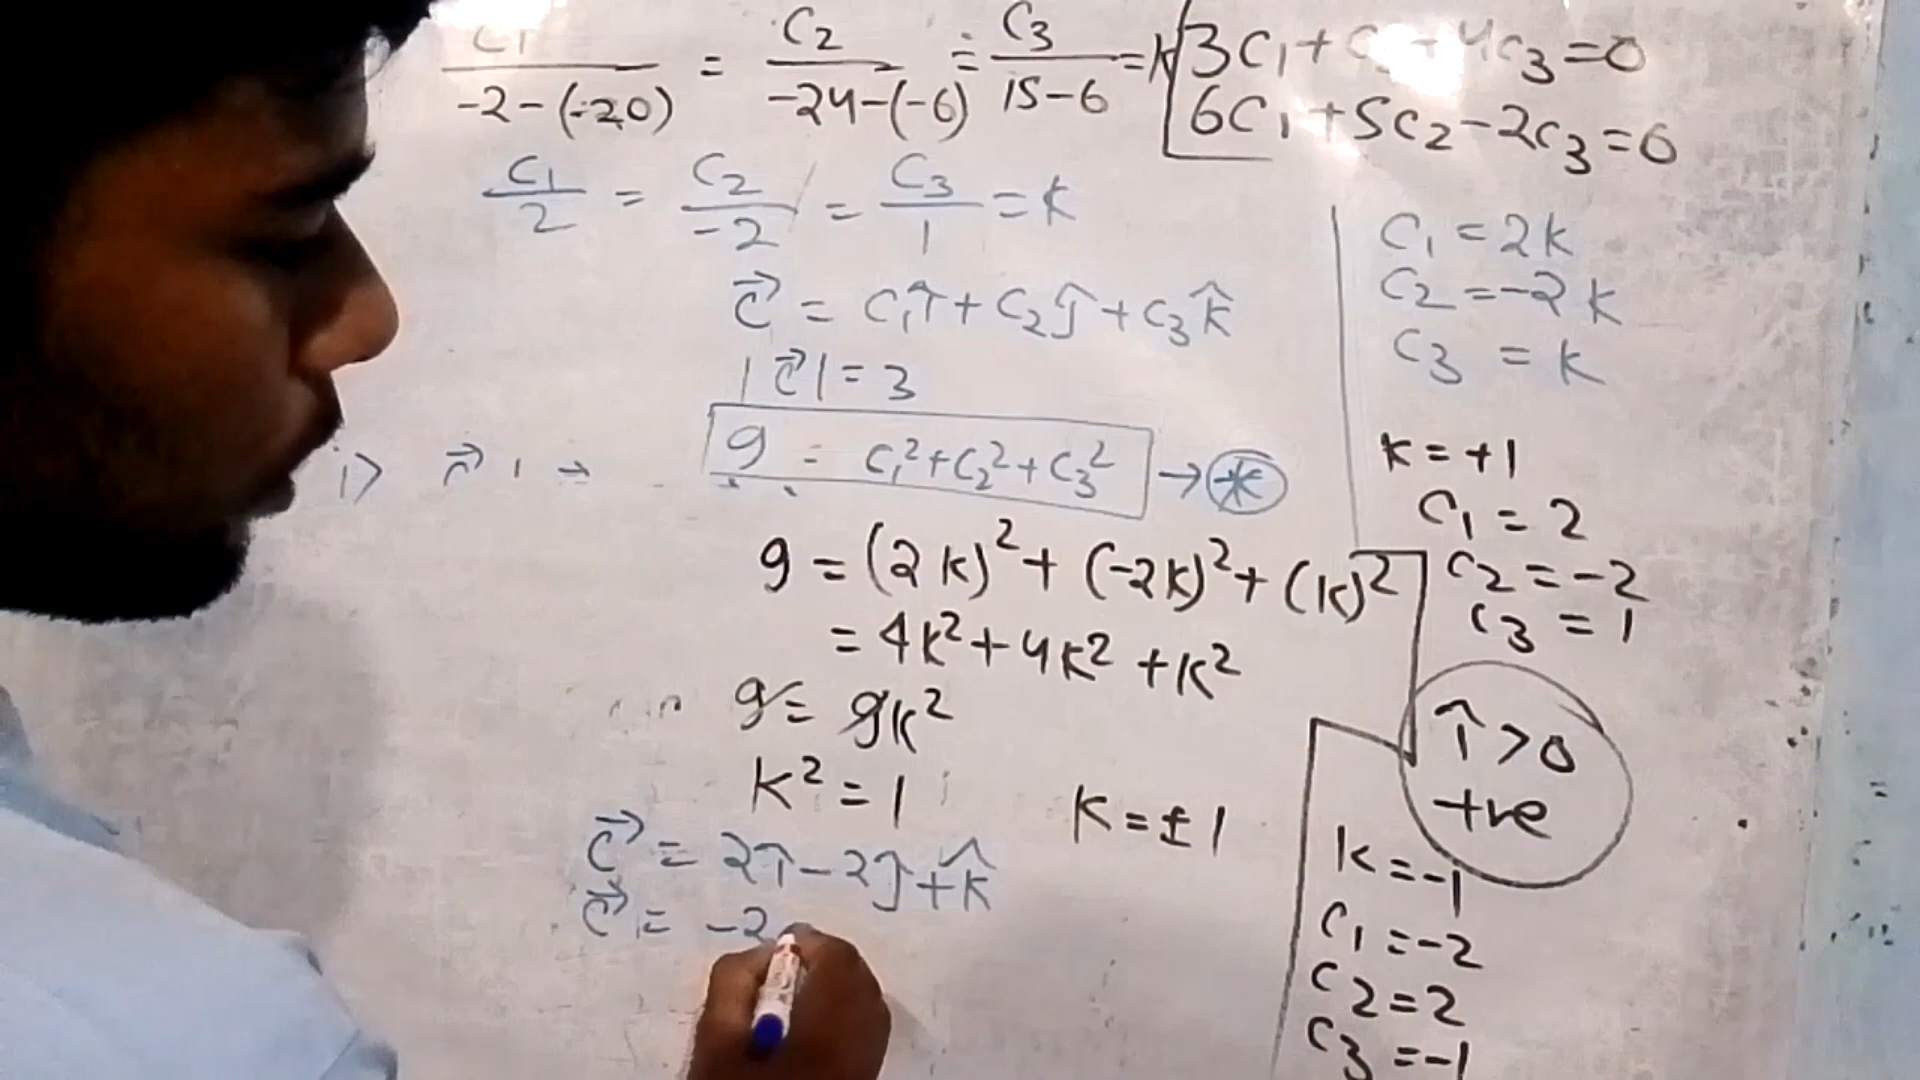 C₁/-2-(-20) = C₂/-24-(-6) = C₃/15-6 = k
3C₁+ C₂ - 4C₃ = 0
6C₁+5C₂-2C₃=0
C₁/2 = C₂/-2 = C₃/1 = k
C₁ = 2k
C₂ = -2k
C₃ = k
c⃗ = C₁î + C₂ĵ + C₃k̂
|c⃗| = 3
9 = C₁² + C₂² + C₃² → *
9 = (2k)² + (-2k)² + (k)²
= 4k² + 4k² + k²
9 = 9k²
k² = 1
k = ±1
k = +1
C₁ = 2
C₂ = -2
C₃ = 1
î > 0
+ve
k = -1
C₁ = -2
C₂ = 2
C₃ = -1
c⃗ = 2î - 2ĵ + k̂
c⃗ = -2